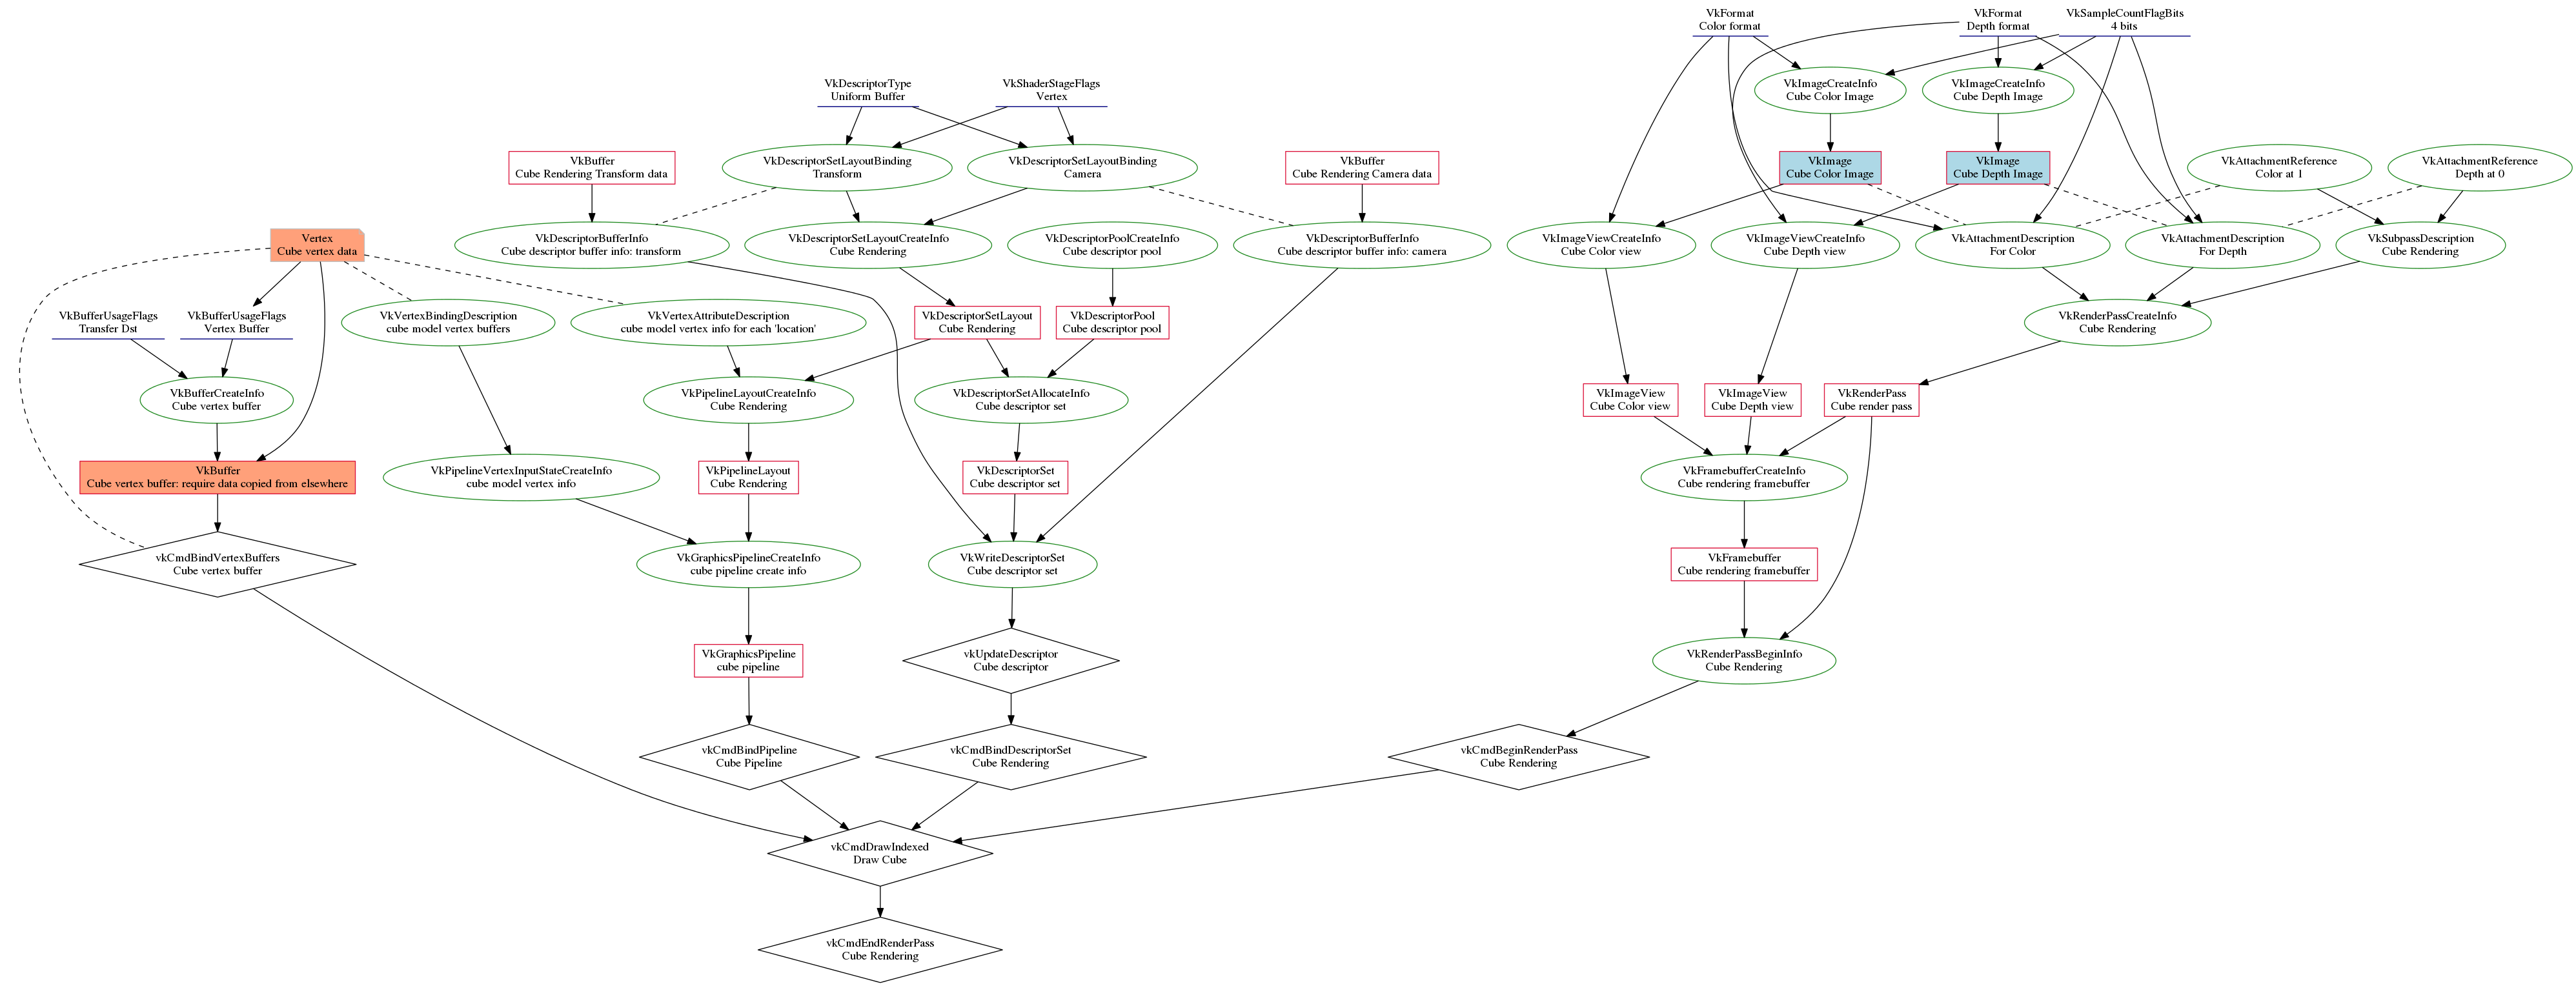 VkFormat
Color format
VkFormat
Depth format
VkSampleCountFlagBits
4 bits
VkDescriptorType
Uniform Buffer
VkShaderStageFlags
Vertex
VkImageCreateInfo
Cube Color Image
VkImageCreateInfo
Cube Depth Image
VkBuffer
Cube Rendering Transform data
VkDescriptorSetLayoutBinding
Transform
VkDescriptorSetLayoutBinding
Camera
VkBuffer
Cube Rendering Camera data
VkImage
Cube Color Image
VkImage
Cube Depth Image
VkAttachmentReference
Color at 1
VkAttachmentReference
Depth at 0
Vertex
Cube vertex data
VkDescriptorBufferInfo
Cube descriptor buffer info: transform
VkDescriptorSetLayoutCreateInfo
Cube Rendering
VkDescriptorPoolCreateInfo
Cube descriptor pool
VkDescriptorBufferInfo
Cube descriptor buffer info: camera
VkImageViewCreateInfo
Cube Color view
VkImageViewCreateInfo
Cube Depth view
VkAttachmentDescription
For Color
VkAttachmentDescription
For Depth
VkSubpassDescription
Cube Rendering
VkBufferUsageFlags
Transfer Dst
VkBufferUsageFlags
Vertex Buffer
VkVertexBindingDescription
cube model vertex buffers
VkVertexAttributeDescription
cube model vertex info for each 'location'
VkDescriptorSetLayout
Cube Rendering
VkDescriptorPool
Cube descriptor pool
VkRenderPassCreateInfo
Cube Rendering
VkBufferCreateInfo
Cube vertex buffer
VkPipelineLayoutCreateInfo
Cube Rendering
VkDescriptorSetAllocateInfo
Cube descriptor set
VkImageView
Cube Color view
VkImageView
Cube Depth view
VkRenderPass
Cube render pass
VkBuffer
Cube vertex buffer: require data copied from elsewhere
VkPipelineVertexInputStateCreateInfo
cube model vertex info
VkPipelineLayout
Cube Rendering
VkDescriptorSet
Cube descriptor set
VkFramebufferCreateInfo
Cube rendering framebuffer
vkCmdBindVertexBuffers
Cube vertex buffer
VkGraphicsPipelineCreateInfo
cube pipeline create info
VkWriteDescriptorSet
Cube descriptor set
VkFramebuffer
Cube rendering framebuffer
VkGraphicsPipeline
cube pipeline
vkUpdateDescriptor
Cube descriptor
VkRenderPassBeginInfo
Cube Rendering
vkCmdBindPipeline
Cube Pipeline
vkCmdBindDescriptorSet
Cube Rendering
vkCmdBeginRenderPass
Cube Rendering
vkCmdDrawIndexed
Draw Cube
vkCmdEndRenderPass
Cube Rendering